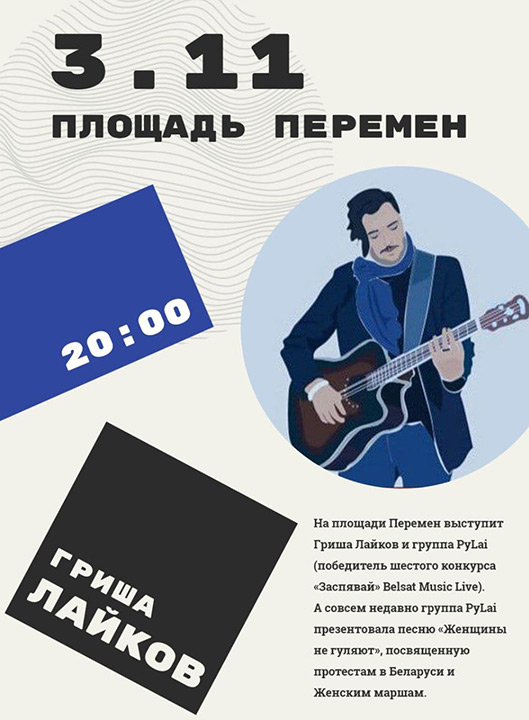 3.11
ПЛОЩАДЬ ПЕРЕМЕН
20:00
ГРИША
ЛАЙКОВ
На площади Перемен выступит
Гриша Лайков и группа PyLai
(победитель шестого конкурса
«Заспявай» Belsat Music Live).
А совсем недавно группа PyLai
презентовала песню «Женщины
не гуляют», посвященную
протестам в Беларуси и
Женским маршам.